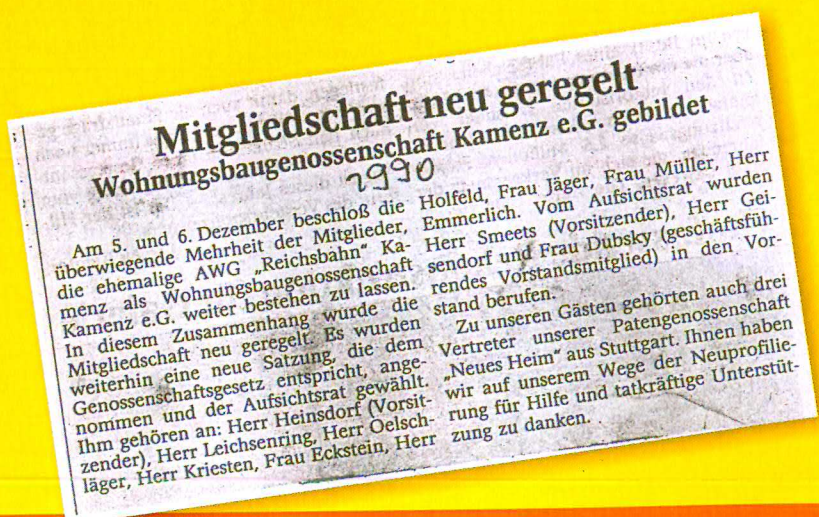 Mitgliedschaft neu geregelt
Wohnungsbaugenossenschaft Kamenz e.G. gebildet
1990
Am 5. und 6. Dezember beschloß die
überwiegende Mehrheit der Mitglieder,
die ehemalige AWG „Reichsbahn“ Ka-
menz als Wohnungsbaugenossenschaft
Kamenz e.G. weiter bestehen zu lassen.
In diesem Zusammenhang wurde die
Mitgliedschaft neu geregelt. Es wurden
weiterhin eine neue Satzung, die dem
Genossenschaftsgesetz entspricht, ange-
nommen und der Aufsichtsrat gewählt.
Ihm gehören an: Herr Heinsdorf (Vorsit-
zender), Herr Leichsenring, Herr Oelsch-
läger, Herr Kriesten, Frau Eckstein, Herr
Holfeld, Frau Jäger, Frau Müller, Herr
Emmerlich. Vom Aufsichtsrat wurden
Herr Smeets (Vorsitzender), Herr Gei-
sendorf und Frau Dubsky (geschäftsfüh-
rendes Vorstandsmitglied) in den Vor-
stand berufen.
Zu unseren Gästen gehörten auch drei
Vertreter unserer Patengenossenschaft
„Neues Heim“ aus Stuttgart. Ihnen haben
wir auf unserem Wege der Neuprofilie-
rung für Hilfe und tatkräftige Unterstüt-
zung zu danken.